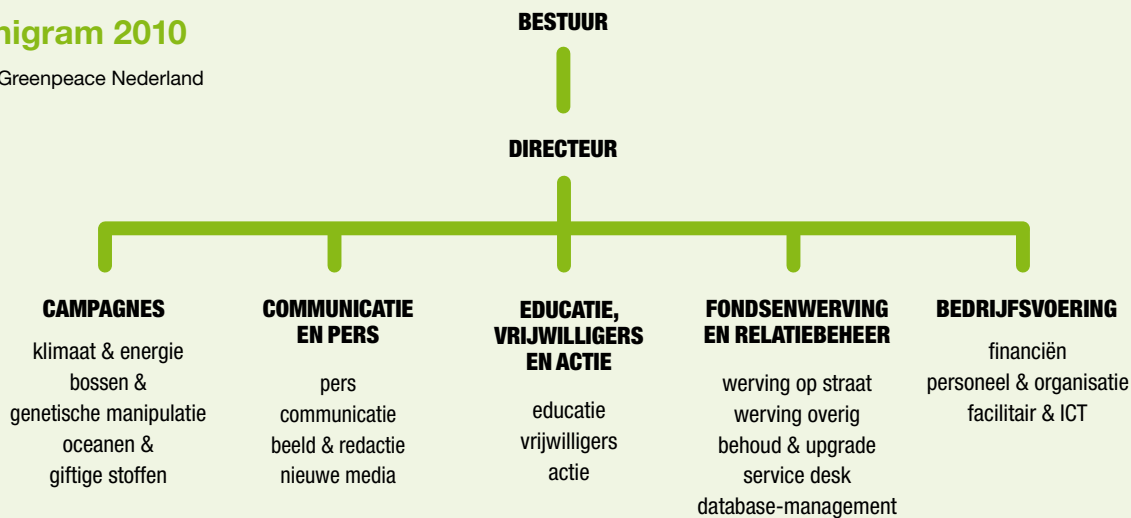 nigram 2010
Greenpeace Nederland
BESTUUR
DIRECTEUR
CAMPAGNES
klimaat & energie
bossen &
genetische manipulatie
oceanen &
giftige stoffen
COMMUNICATIE
EN PERS
pers
communicatie
beeld & redactie
nieuwe media
EDUCATIE,
VRIJWILLIGERS
EN ACTIE
educatie
vrijwilligers
actie
FONDSENWERVING
EN RELATIEBEHEER
werving op straat
werving overig
behoud & upgrade
service desk
database-management
BEDRIJFSVOERING
financiën
personeel & organisatie
facilitair & ICT